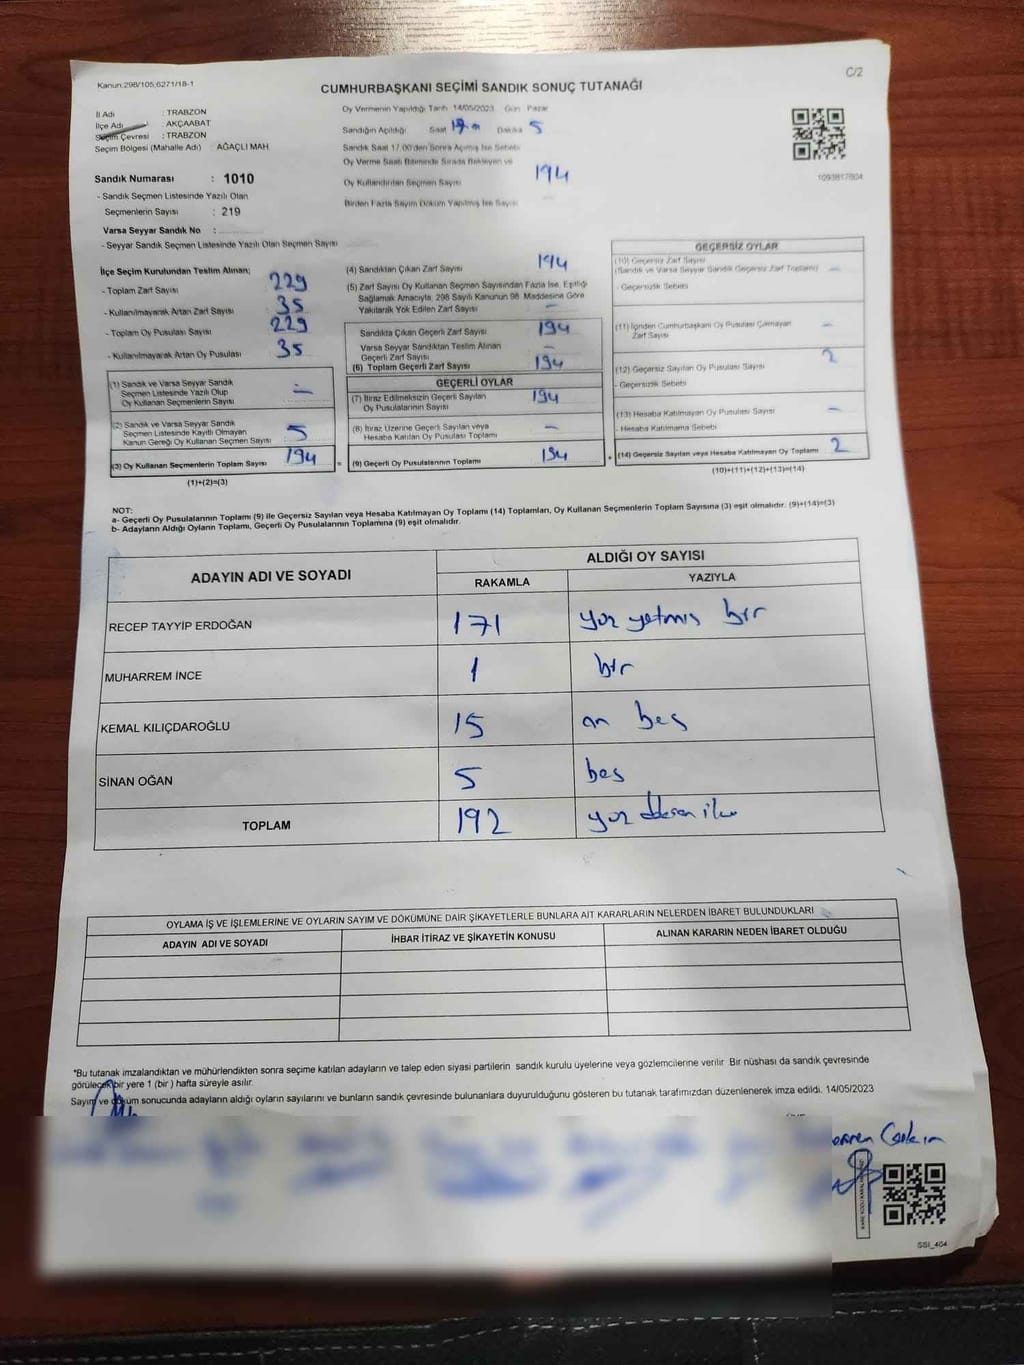 Kanun:298/105,6271/18-1
C/2
CUMHURBAŞKANI SEÇİMİ SANDIK SONUÇ TUTANAĞI
İl Adı : TRABZON
İlçe Adı : AKÇAABAT
Seçim Çevresi : TRABZON
Seçim Bölgesi (Mahalle Adı) : AĞAÇLI MAH
Oy Vermenin Yapıldığı Tarih 14/05/2023 Gün Pazar
Sandığın Açıldığı Saat Dakika 5
Sandık Saat 17.00'den Sonra Açılmış İse Sebebi
Oy Verme Saati Bitiminde Sırada Bekleyen ve
Oy Kullandırılan Seçmen Sayısı 194
Birden Fazla Sayım Döküm Yapılmış İse Sayısı —
1093817804
Sandık Numarası : 1010
- Sandık Seçmen Listesinde Yazılı Olan
Seçmenlerin Sayısı : 219
Varsa Seyyar Sandık No :
- Seyyar Sandık Seçmen Listesinde Yazılı Olan Seçmen Sayısı
İlçe Seçim Kurulundan Teslim Alınan;
- Toplam Zarf Sayısı 229
- Kullanılmayarak Artan Zarf Sayısı 35
- Toplam Oy Pusulası Sayısı 229
- Kullanılmayarak Artan Oy Pusulası 35
(1) Sandık ve Varsa Seyyar Sandık
Seçmen Listesinde Yazılı Olup
Oy Kullanan Seçmenlerin Sayısı —
(2) Sandık ve Varsa Seyyar Sandık
Seçmen Listesinde Kayıtlı Olmayan
Kanun Gereği Oy Kullanan Seçmen Sayısı : 5
(3) Oy Kullanan Seçmenlerin Toplam Sayısı 194
(1)+(2)=(3)
(4) Sandıktan Çıkan Zarf Sayısı 194
(5) Zarf Sayısı Oy Kullanan Seçmen Sayısından Fazla İse, Eşitliği
Sağlamak Amacıyla, 298 Sayılı Kanunun 98. Maddesine Göre
Yakılarak Yok Edilen Zarf Sayısı —
Sandıkta Çıkan Geçerli Zarf Sayısı 194
Varsa Seyyar Sandıktan Teslim Alınan
Geçerli Zarf Sayısı —
(6) Toplam Geçerli Zarf Sayısı 194
GEÇERLİ OYLAR
(7) İtiraz Edilmeksizin Geçerli Sayılan
Oy Pusulalarının Sayısı 194
(8) İtiraz Üzerine Geçerli Sayılan veya
Hesaba Katılan Oy Pusulası Toplamı —
= (9) Geçerli Oy Pusulalarının Toplamı 194
GEÇERSİZ OYLAR
(10) Geçersiz Zarf Sayısı
(Sandık ve Varsa Seyyar Sandık Geçersiz Zarf Toplamı) —
- Geçersizlik Sebebi
(11) İçinden Cumhurbaşkanı Oy Pusulası Çıkmayan
Zarf Sayısı —
(12) Geçersiz Sayılan Oy Pusulası Sayısı 2
- Geçersizlik Sebebi
(13) Hesaba Katılmayan Oy Pusulası Sayısı —
- Hesaba Katılmama Sebebi
+ (14) Geçersiz Sayılan veya Hesaba Katılmayan Oy Toplamı 2
(10)+(11)+(12)+(13)=(14)
NOT:
a- Geçerli Oy Pusulalarının Toplamı (9) ile Geçersiz Sayılan veya Hesaba Katılmayan Oy Toplamı (14) Toplamları, Oy Kullanan Seçmenlerin Toplam Sayısına (3) eşit olmalıdır. (9)+(14)=(3)
b- Adayların Aldığı Oyların Toplamı, Geçerli Oy Pusulalarının Toplamına (9) eşit olmalıdır.
ADAYIN ADI VE SOYADI
ALDIĞI OY SAYISI
RAKAMLA YAZIYLA
RECEP TAYYİP ERDOĞAN 171 yüz yetmiş bir
MUHARREM İNCE 1 bir
KEMAL KILIÇDAROĞLU 15 on beş
SİNAN OĞAN 5 beş
TOPLAM 192 yüz
OYLAMA İŞ VE İŞLEMLERİNE VE OYLARIN SAYIM VE DÖKÜMÜNE DAİR ŞİKAYETLERLE BUNLARA AİT KARARLARIN NELERDEN İBARET BULUNDUKLARI
ADAYIN ADI VE SOYADI İHBAR İTİRAZ VE ŞİKAYETİN KONUSU ALINAN KARARIN NEDEN İBARET OLDUĞU
*Bu tutanak imzalandıktan ve mühürlendikten sonra seçime katılan adayların ve talep eden siyasi partilerin sandık kurulu üyelerine veya gözlemcilerine verilir. Bir nüshası da sandık çevresinde
görülecek bir yere 1 (bir ) hafta süreyle asılır.
Sayım ve döküm sonucunda adayların aldığı oyların sayılarını ve bunların sandık çevresinde bulunanlara duyurulduğunu gösteren bu tutanak tarafımızdan düzenlenerek imza edildi. 14/05/2023
SSI_464